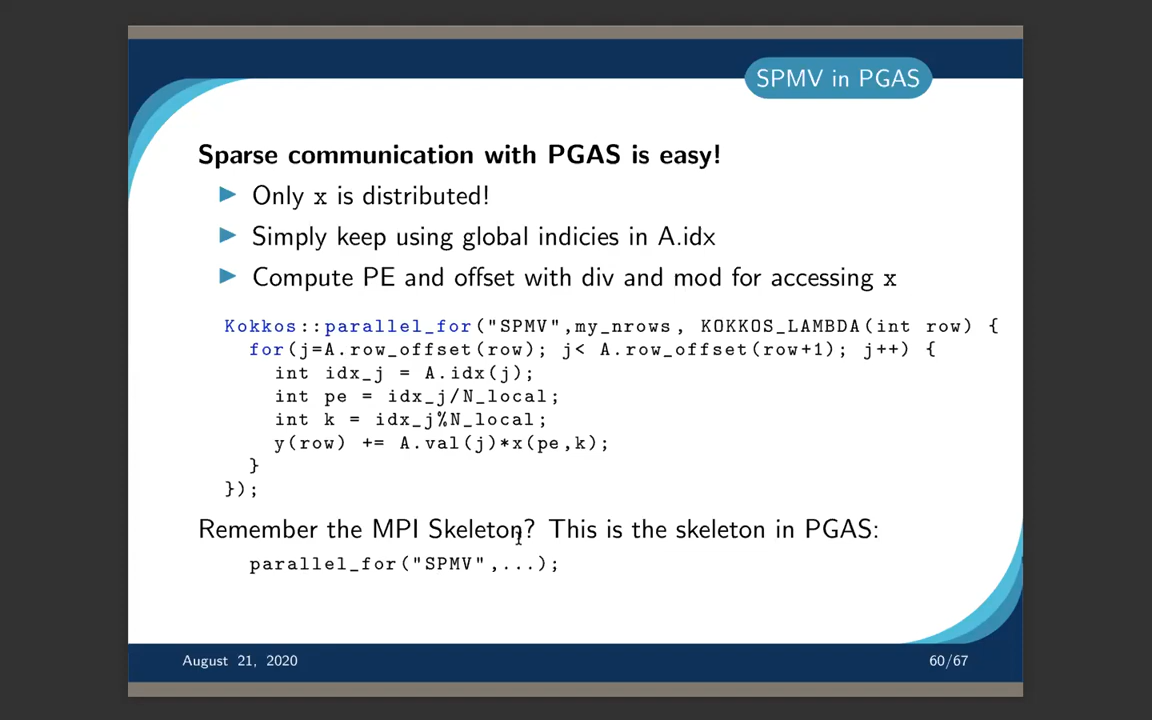 SPMV in PGAS
Sparse communication with PGAS is easy!
Only x is distributed!
Simply keep using global indicies in A.idx
Compute PE and offset with div and mod for accessing x
Kokkos::parallel_for("SPMV",my_nrows, KOKKOS_LAMBDA(int row) {
for(j=A.row_offset(row); j< A.row_offset(row+1); j++) {
int idx_j = A.idx(j);
int pe = idx_j/N_local;
int k = idx_j%N_local;
y(row) += A.val(j)*x(pe,k);
}
});
Remember the MPI Skeleton? This is the skeleton in PGAS:
parallel_for("SPMV",...);
August 21, 2020
60/67